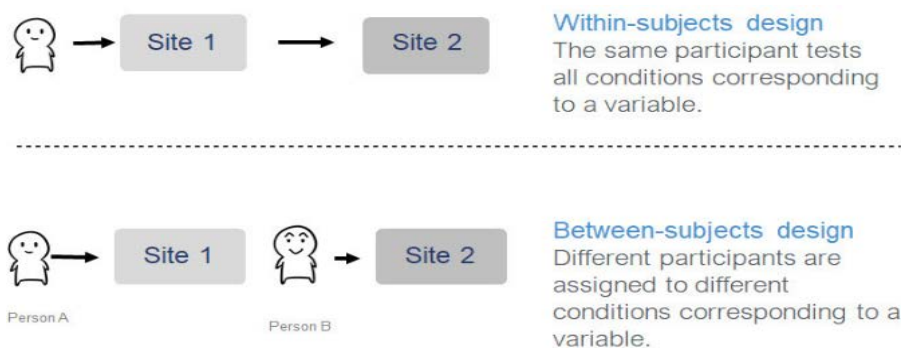 Site 1
Site 2
Within-subjects design
The same participant tests
all conditions corresponding
to a variable.
Site 1
Site 2
Person A
Person B
Between-subjects design
Different participants are
assigned to different
conditions corresponding to a
variable.